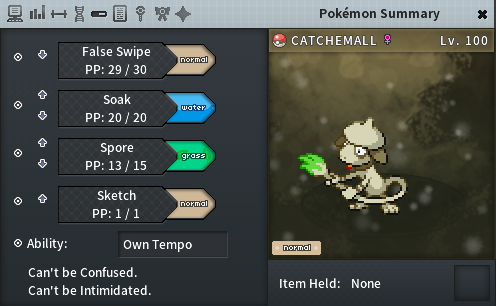 Pokémon Summary
False Swipe
PP: 29 / 30
normal
Soak
PP: 20 / 20
water
Spore
PP: 13 / 15
grass
Sketch
PP: 1 / 1
normal
Ability: Own Tempo
Can't be Confused.
Can't be Intimidated.
CATCHEMALL ♀ Lv. 100
normal
Item Held: None